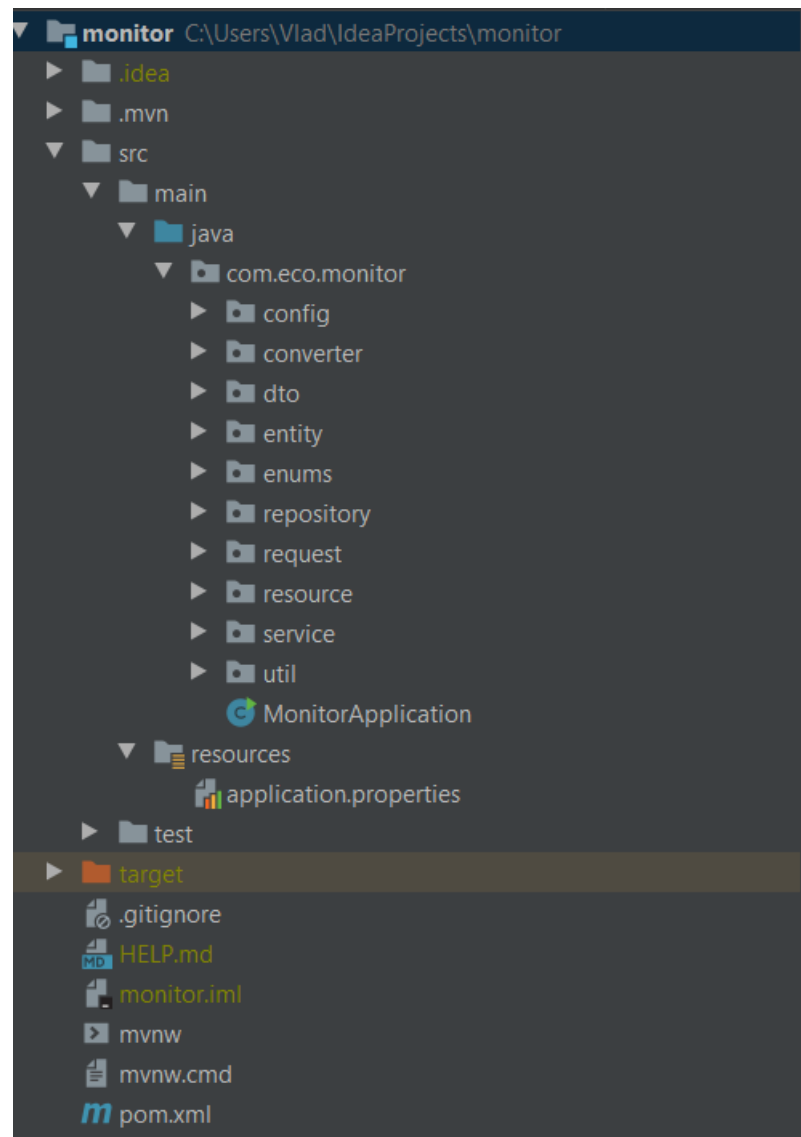 monitor C:\Users\Vlad\IdeaProjects\monitor
.idea
.mvn
src
main
java
com.eco.monitor
config
converter
dto
entity
enums
repository
request
resource
service
util
C MonitorApplication
resources
application.properties
test
target
.gitignore
MD HELP.md
monitor.iml
mvnw
mvnw.cmd
m pom.xml